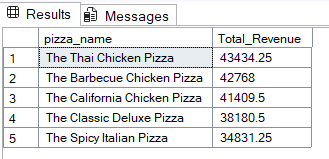 Results Messages
pizza_name Total_Revenue
1 The Thai Chicken Pizza 43434.25
2 The Barbecue Chicken Pizza 42768
3 The California Chicken Pizza 41409.5
4 The Classic Deluxe Pizza 38180.5
5 The Spicy Italian Pizza 34831.25